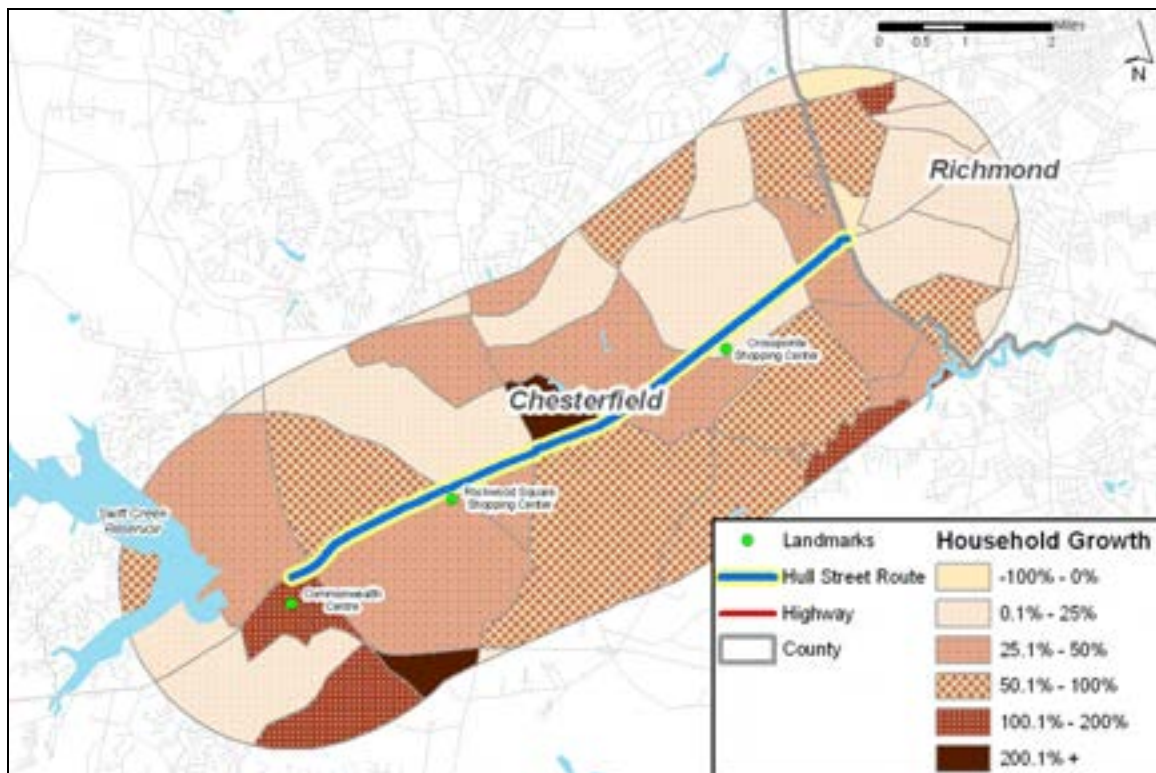 Miles
0 0.5 1 2
N
Richmond
Crosspointe
Shopping Center
Chesterfield
Rockwood Square
Shopping Center
Swift Creek
Reservoir
Commonwealth
Centre
Landmarks
Hull Street Route
Highway
County
Household Growth
-100% - 0%
0.1% - 25%
25.1% - 50%
50.1% - 100%
100.1% - 200%
200.1% +